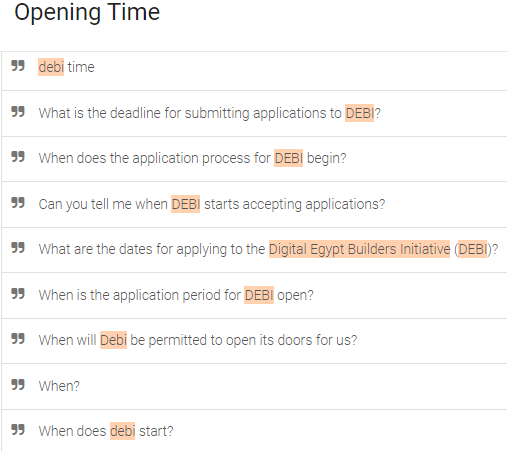 Opening Time
debi time
What is the deadline for submitting applications to DEBI?
When does the application process for DEBI begin?
Can you tell me when DEBI starts accepting applications?
What are the dates for applying to the Digital Egypt Builders Initiative (DEBI)?
When is the application period for DEBI open?
When will Debi be permitted to open its doors for us?
When?
When does debi start?